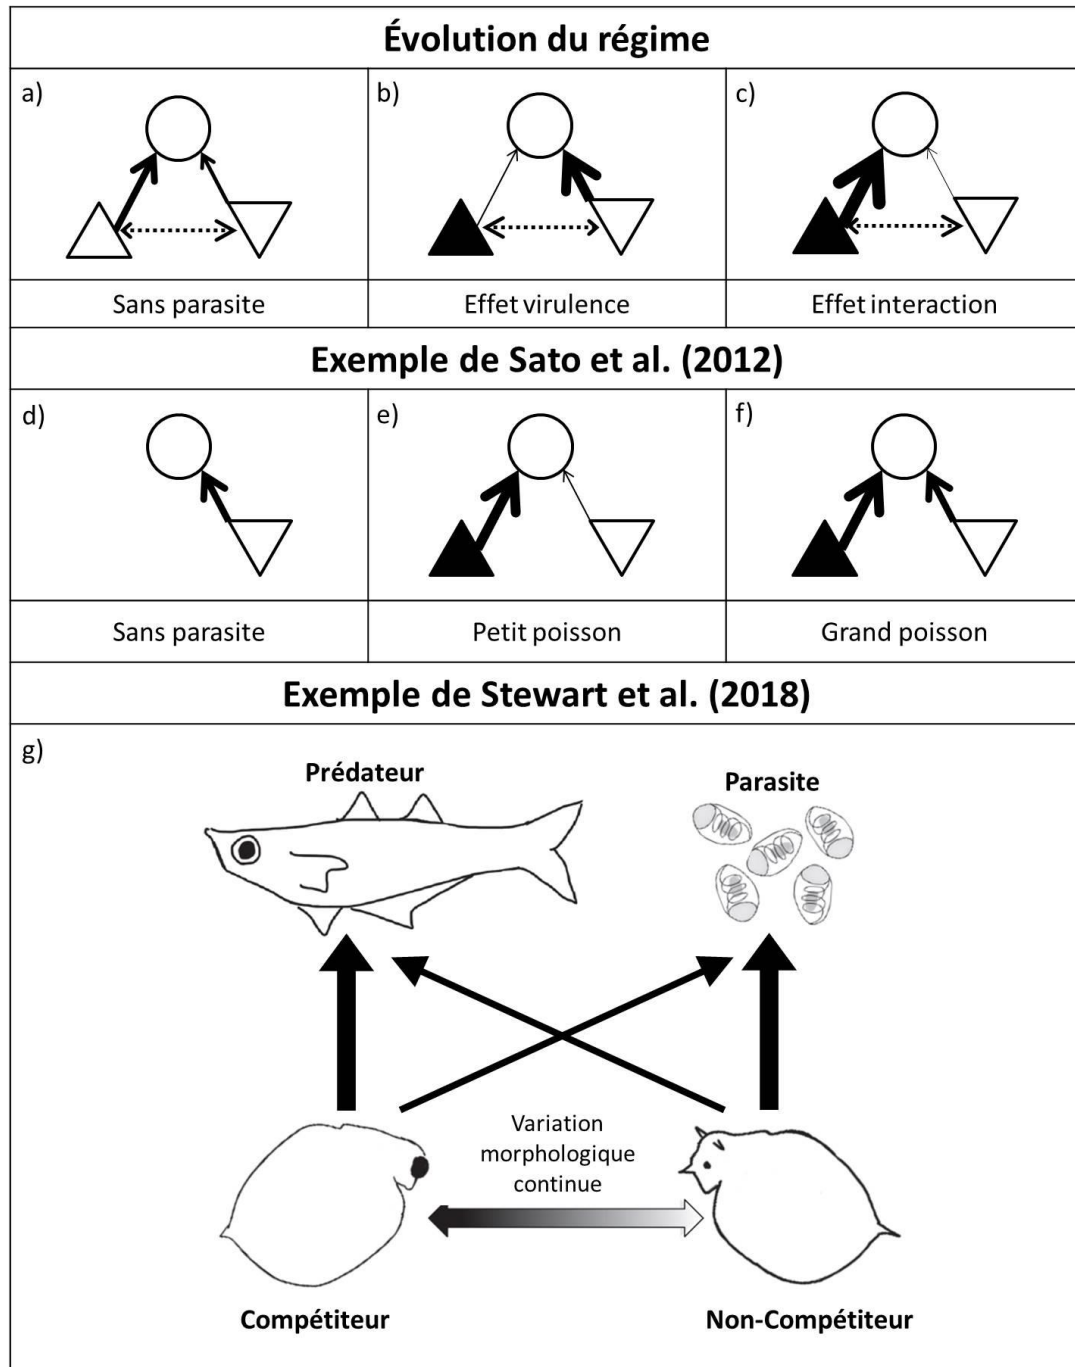 Évolution du régime
a)
b)
c)
Sans parasite
Effet virulence
Effet interaction
Exemple de Sato et al. (2012)
d)
e)
f)
Sans parasite
Petit poisson
Grand poisson
Exemple de Stewart et al. (2018)
g)
Prédateur
Parasite
Variation
morphologique
continue
Compétiteur
Non-Compétiteur